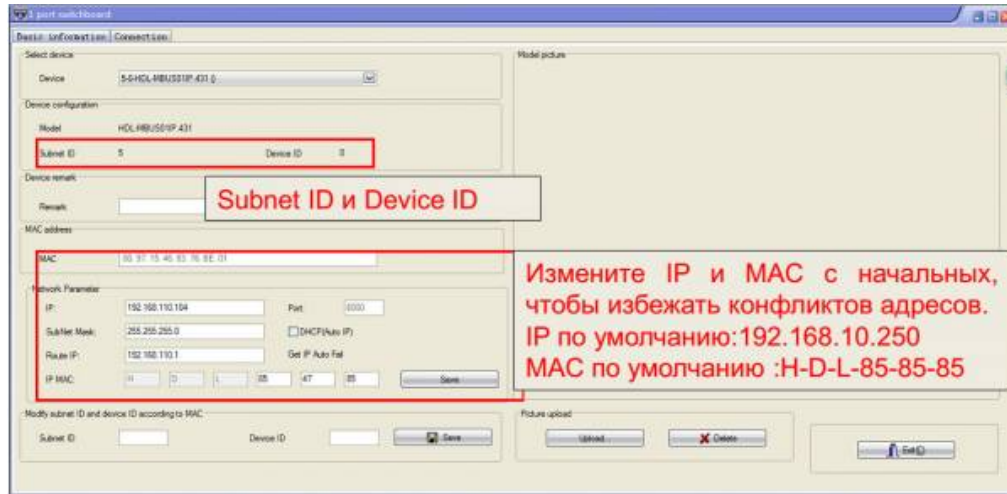 1 port switchboard
Basic information Connection
Select device
Device 5-0-HDL-MBUS01IP.431 ()
Model picture
Device configuration
Model HDL-MBUS01IP.431
Subnet ID 5 Device ID 0
Device remark
Remark
Subnet ID и Device ID
MAC address
MAC
Network Parameter
IP: 192.168.110.104 Port: 6000
SubNet Mask: 255.255.255.0 DHCP(Auto IP)
Route IP: 192.168.110.1 Get IP Auto Fail
IP MAC: H D L 85 47 85 Save
Измените IP и MAC с начальных,
чтобы избежать конфликтов адресов.
IP по умолчанию:192.168.10.250
MAC по умолчанию :H-D-L-85-85-85
Modify subnet ID and device ID according to MAC
Subnet ID Device ID Save
Picture upload
Upload Delete
Exit